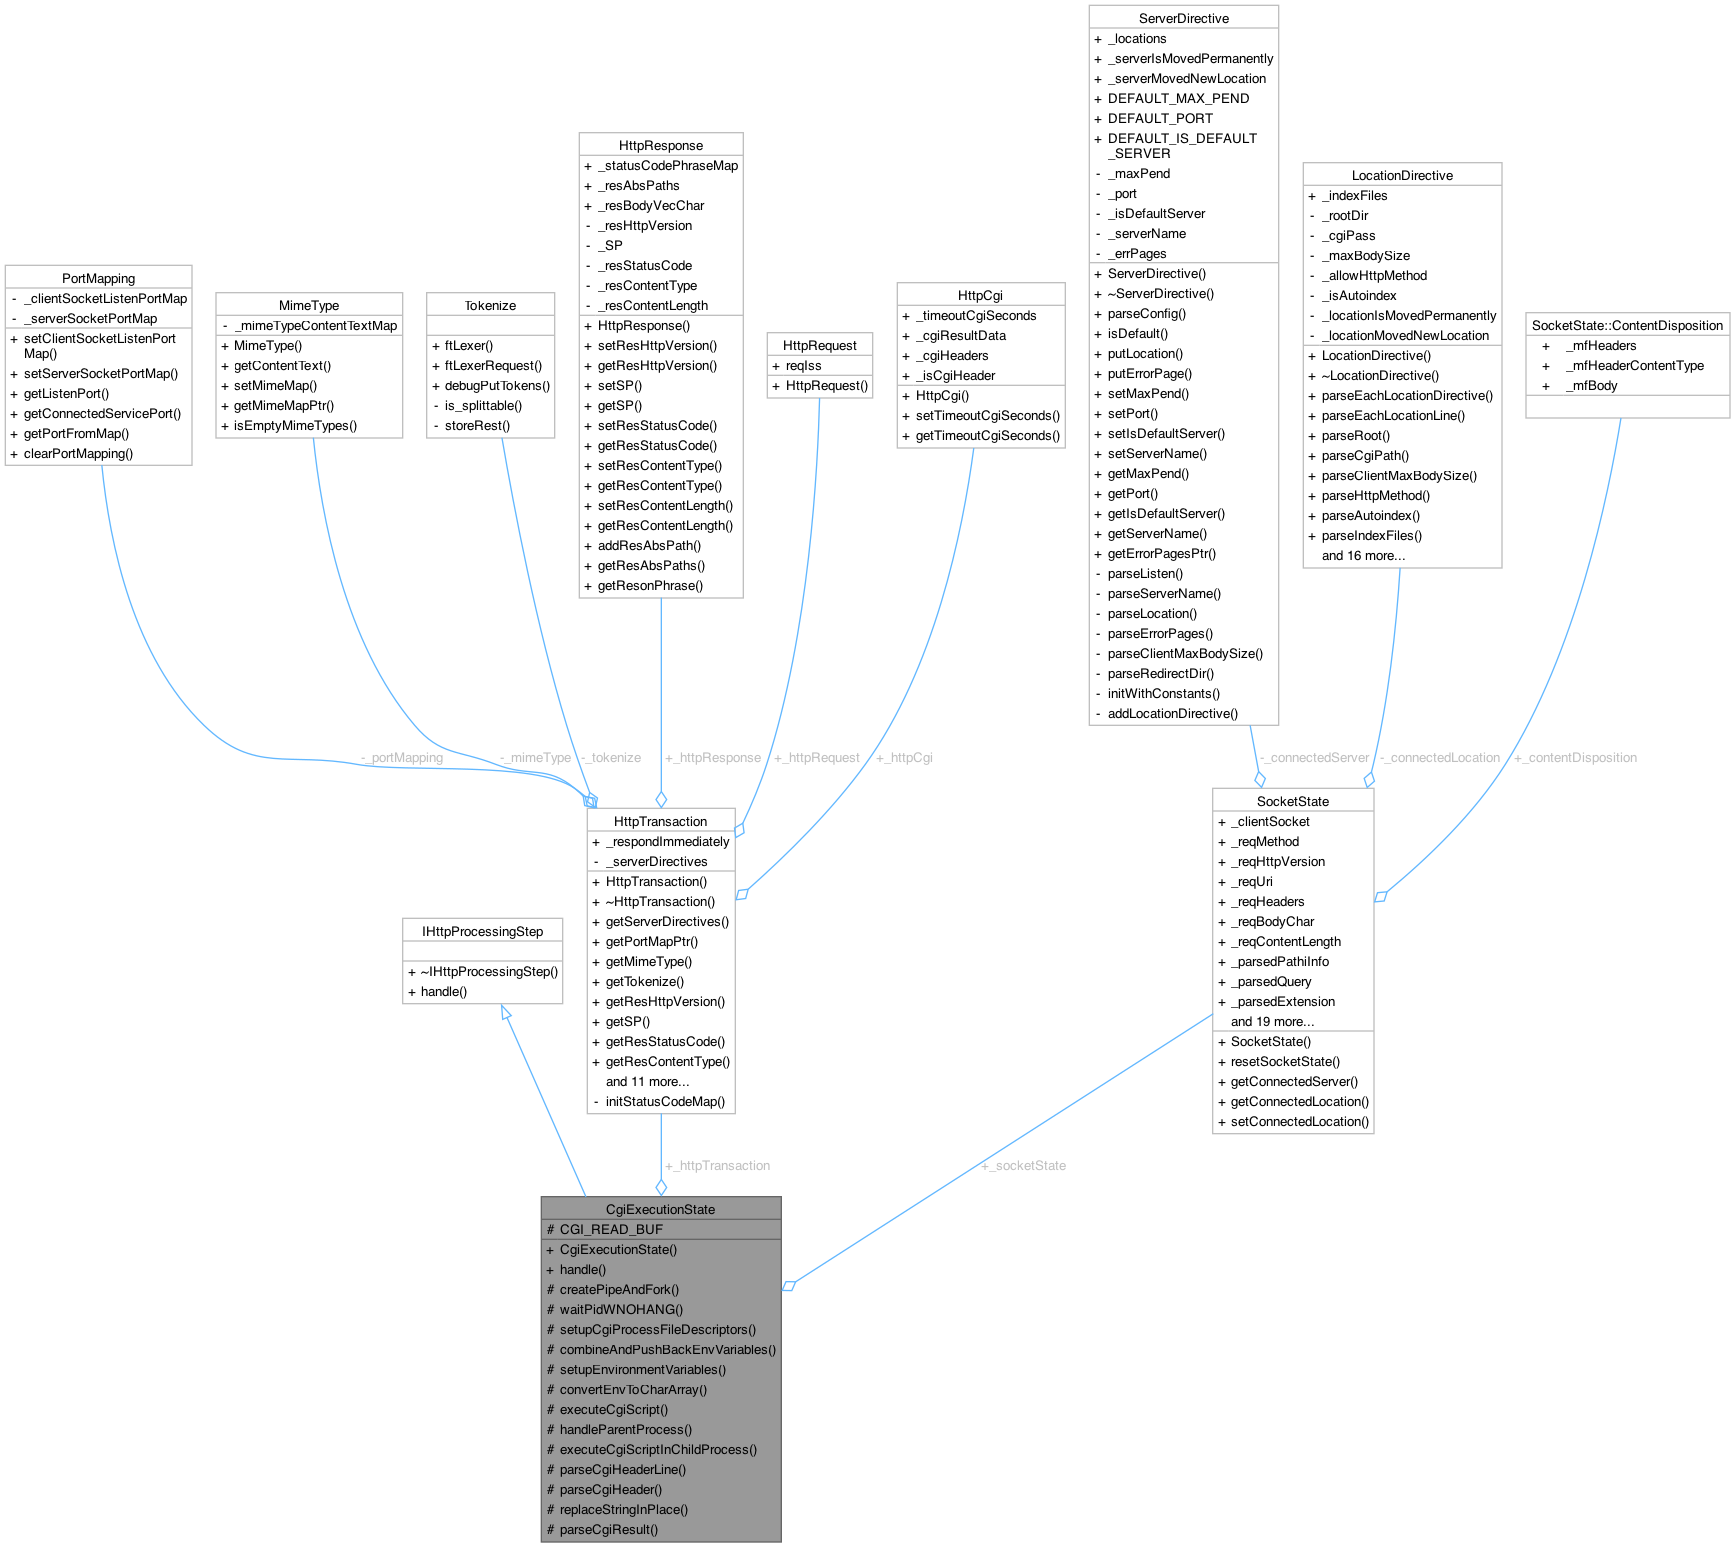 ServerDirective
+ _locations
+ _serverIsMovedPermanently
+ _serverMovedNewLocation
+ DEFAULT_MAX_PEND
+ DEFAULT_PORT
+ DEFAULT_IS_DEFAULT
_SERVER
- _maxPend
- _port
- _isDefaultServer
- _serverName
- _errPages
+ ServerDirective()
+ ~ServerDirective()
+ parseConfig()
+ isDefault()
+ putLocation()
+ putErrorPage()
+ setMaxPend()
+ setPort()
+ setIsDefaultServer()
+ setServerName()
+ getMaxPend()
+ getPort()
+ getIsDefaultServer()
+ getServerName()
+ getErrorPagesPtr()
- parseListen()
- parseServerName()
- parseLocation()
- parseErrorPages()
- parseClientMaxBodySize()
- parseRedirectDir()
- initWithConstants()
- addLocationDirective()
HttpResponse
+ _statusCodePhraseMap
+ _resAbsPaths
+ _resBodyVecChar
- _resHttpVersion
- _SP
- _resStatusCode
- _resContentType
- _resContentLength
+ HttpResponse()
+ setResHttpVersion()
+ getResHttpVersion()
+ setSP()
+ getSP()
+ setResStatusCode()
+ getResStatusCode()
+ setResContentType()
+ getResContentType()
+ setResContentLength()
+ getResContentLength()
+ addResAbsPath()
+ getResAbsPaths()
+ getResonPhrase()
LocationDirective
+ _indexFiles
- _rootDir
- _cgiPass
- _maxBodySize
- _allowHttpMethod
- _isAutoindex
- _locationIsMovedPermanently
- _locationMovedNewLocation
+ LocationDirective()
+ ~LocationDirective()
+ parseEachLocationDirective()
+ parseEachLocationLine()
+ parseRoot()
+ parseCgiPath()
+ parseClientMaxBodySize()
+ parseHttpMethod()
+ parseAutoindex()
+ parseIndexFiles()
and 16 more...
PortMapping
- _clientSocketListenPortMap
- _serverSocketPortMap
+ setClientSocketListenPort
Map()
+ setServerSocketPortMap()
+ getListenPort()
+ getConnectedServicePort()
+ getPortFromMap()
+ clearPortMapping()
MimeType
- _mimeTypeContentTextMap
+ MimeType()
+ getContentText()
+ setMimeMap()
+ getMimeMapPtr()
+ isEmptyMimeTypes()
Tokenize
+ ftLexer()
+ ftLexerRequest()
+ debugPutTokens()
- is_splittable()
- storeRest()
HttpRequest
+ reqIss
+ HttpRequest()
HttpCgi
+ _timeoutCgiSeconds
+ _cgiResultData
+ _cgiHeaders
+ _isCgiHeader
+ HttpCgi()
+ setTimeoutCgiSeconds()
+ getTimeoutCgiSeconds()
SocketState::ContentDisposition
+ _mfHeaders
+ _mfHeaderContentType
+ _mfBody
-_portMapping
-_mimeType
-_tokenize
+_httpResponse
+_httpRequest
+_httpCgi
-_connectedServer
-_connectedLocation
+_contentDisposition
HttpTransaction
+ _respondImmediately
- _serverDirectives
+ HttpTransaction()
+ ~HttpTransaction()
+ getServerDirectives()
+ getPortMapPtr()
+ getMimeType()
+ getTokenize()
+ getResHttpVersion()
+ getSP()
+ getResStatusCode()
+ getResContentType()
and 11 more...
- initStatusCodeMap()
SocketState
+ _clientSocket
+ _reqMethod
+ _reqHttpVersion
+ _reqUri
+ _reqHeaders
+ _reqBodyChar
+ _reqContentLength
+ _parsedPathiInfo
+ _parsedQuery
+ _parsedExtension
and 19 more...
+ SocketState()
+ resetSocketState()
+ getConnectedServer()
+ getConnectedLocation()
+ setConnectedLocation()
IHttpProcessingStep
+ ~IHttpProcessingStep()
+ handle()
+_httpTransaction
+_socketState
CgiExecutionState
# CGI_READ_BUF
+ CgiExecutionState()
+ handle()
# createPipeAndFork()
# waitPidWNOHANG()
# setupCgiProcessFileDescriptors()
# combineAndPushBackEnvVariables()
# setupEnvironmentVariables()
# convertEnvToCharArray()
# executeCgiScript()
# handleParentProcess()
# executeCgiScriptInChildProcess()
# parseCgiHeaderLine()
# parseCgiHeader()
# replaceStringInPlace()
# parseCgiResult()